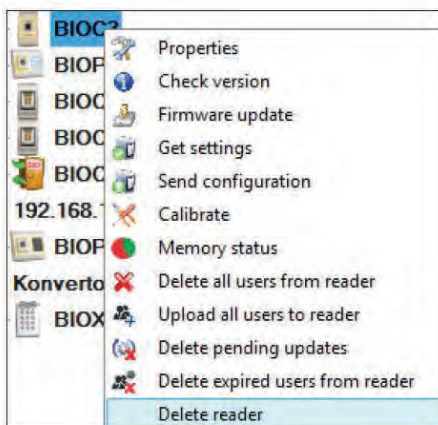 BIOC3
BIOP
BIOC
BIOC
BIOC
192.168.
BIOP
Konverto
BIOX
Properties
Check version
Firmware update
Get settings
Send configuration
Calibrate
Memory status
Delete all users from reader
Upload all users to reader
Delete pending updates
Delete expired users from reader
Delete reader